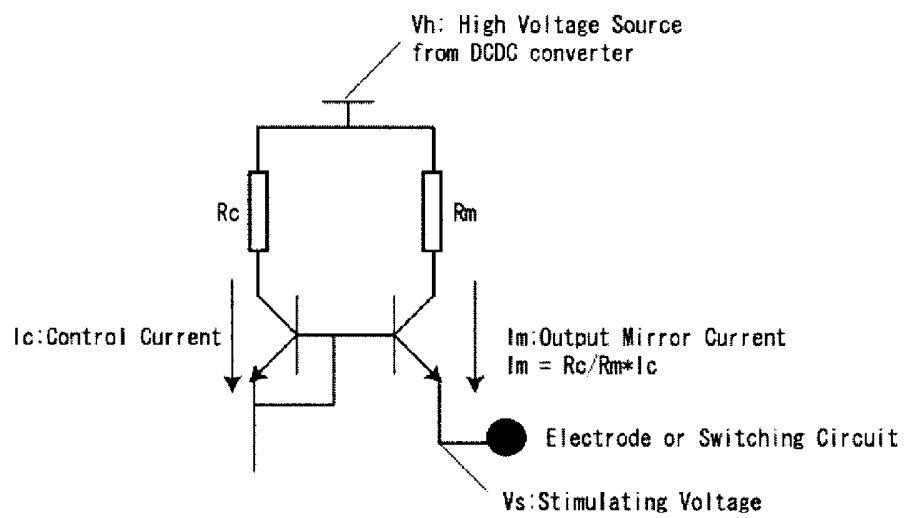 Vh: High Voltage Source
from DCDC converter
Rc
Rm
Ic:Control Current
Im:Output Mirror Current
Im = Rc/Rm*Ic
Electrode or Switching Circuit
Vs:Stimulating Voltage